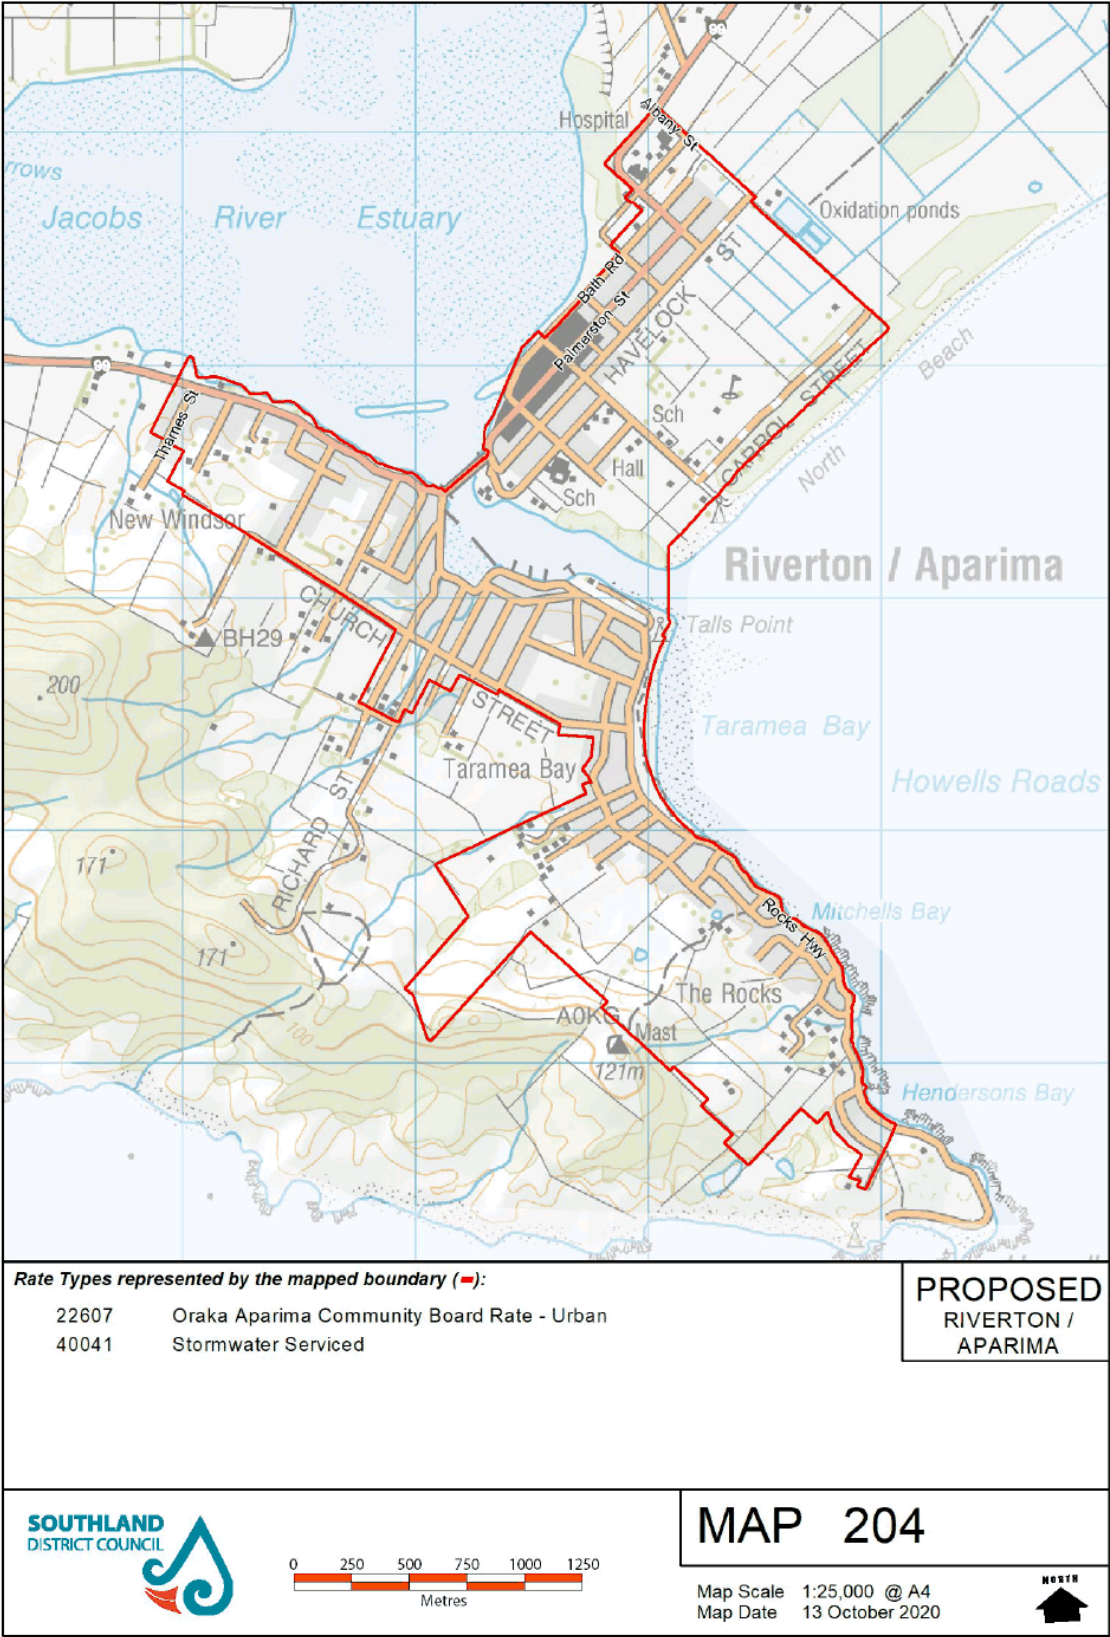 99
Albany St
Hospital
rrows
Jacobs River Estuary
Oxidation ponds
ST
Bath Rd
Palmerston St
HAVELOCK
Beach
99
CARROL STREET
Thames St
Sch
North
Hall
Sch
New Windsor
Riverton / Aparima
CHURCH
BH29
Talls Point
200
STREET
Taramea Bay
Taramea Bay
Howells Roads
RICHARD ST
171
Rocks Hwy
Mitchells Bay
171
The Rocks
A0KG
100
Mast
121m
Hendersons Bay
Rate Types represented by the mapped boundary ( ):
22607 Oraka Aparima Community Board Rate - Urban
40041 Stormwater Serviced
PROPOSED
RIVERTON /
APARIMA
SOUTHLAND
DISTRICT COUNCIL
0 250 500 750 1000 1250
Metres
MAP 204
Map Scale 1:25,000 @ A4
Map Date 13 October 2020
NORTH